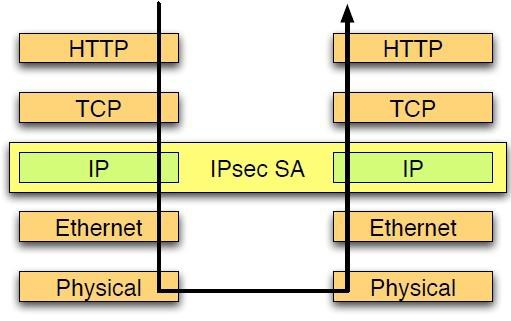 HTTP HTTP
TCP TCP
IP IPsec SA IP
Ethernet Ethernet
Physical Physical